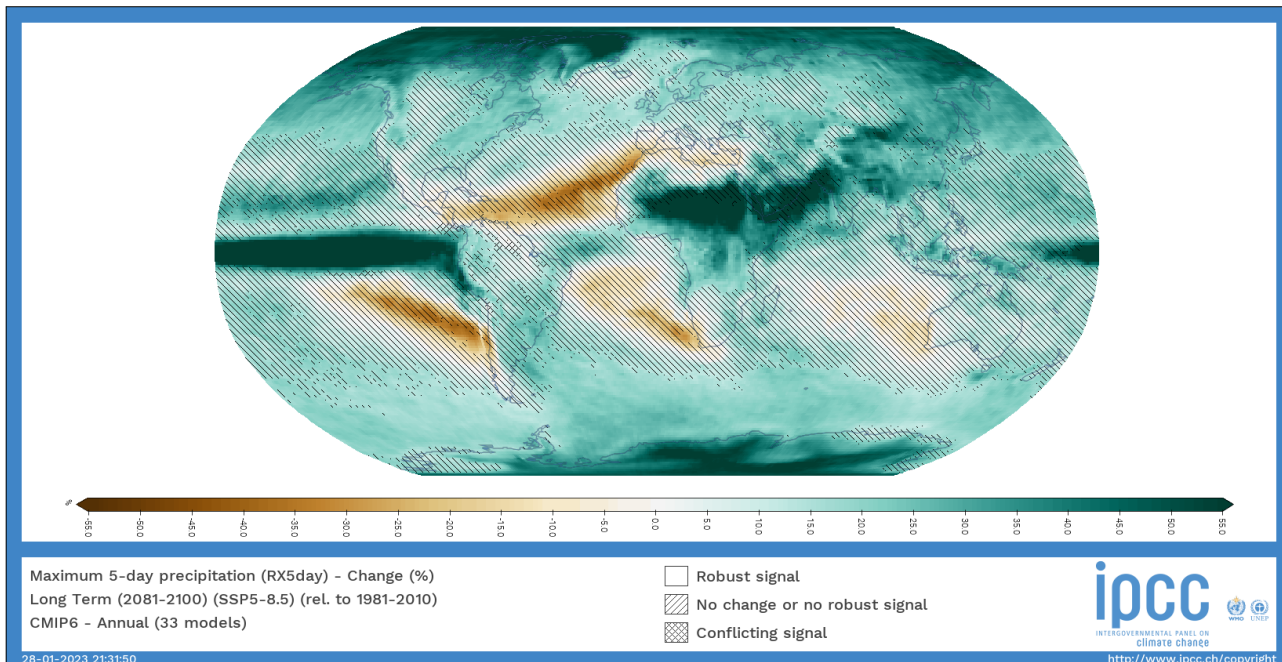 %
-55.0
-50.0
-45.0
-40.0
-35.0
-30.0
-25.0
-20.0
-15.0
-10.0
-5.0
0.0
5.0
10.0
15.0
20.0
25.0
30.0
35.0
40.0
45.0
50.0
55.0
Maximum 5-day precipitation (RX5day) - Change (%)
Long Term (2081-2100) (SSP5-8.5) (rel. to 1981-2010)
CMIP6 - Annual (33 models)
Robust signal
No change or no robust signal
Conflicting signal
ipcc
INTERGOVERNMENTAL PANEL ON
climate change
WMO
UNEP
28-01-2023 21:31:50
http://www.ipcc.ch/copyright